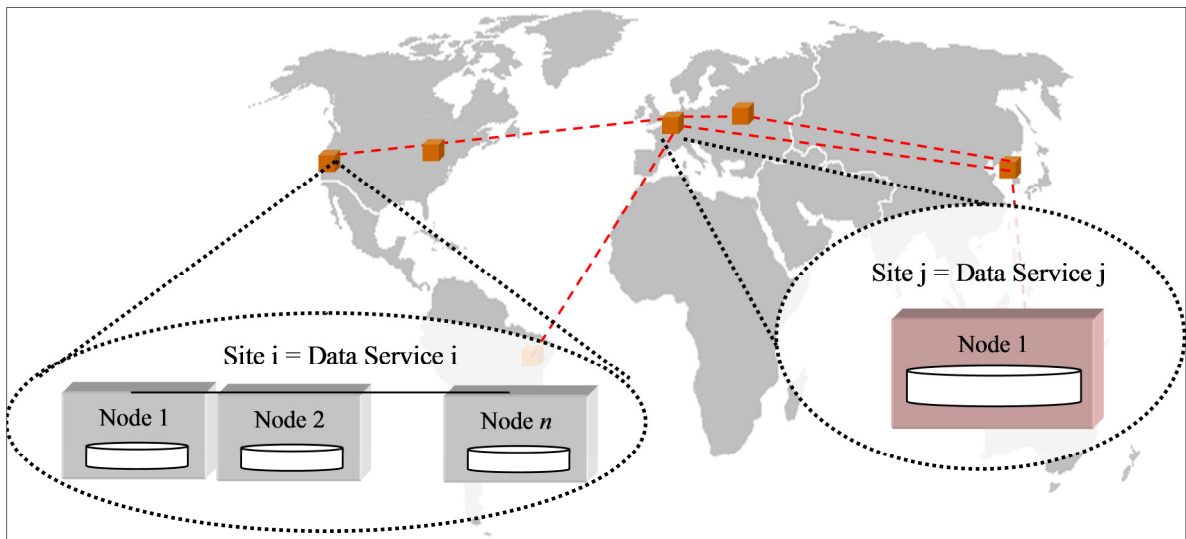 Site j = Data Service j
Node 1
Site i = Data Service i
Node 1
Node 2
Node n